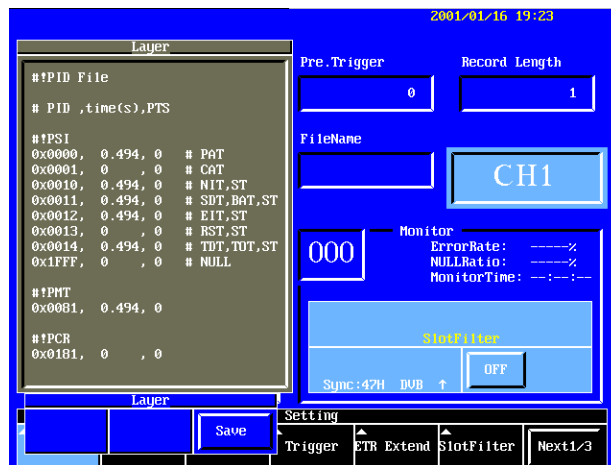 2001/01/16 19:23
Layer
#!PID File
# PID ,time(s),PTS
#!PSI
0x0000, 0.494, 0 # PAT
0x0001, 0 , 0 # CAT
0x0010, 0.494, 0 # NIT,ST
0x0011, 0.494, 0 # SDT,BAT,ST
0x0012, 0.494, 0 # EIT,ST
0x0013, 0 , 0 # RST,ST
0x0014, 0.494, 0 # TDT,TOT,ST
0x1FFF, 0 , 0 # NULL
#!PMT
0x0081, 0.494, 0
#!PCR
0x0181, 0 , 0
Pre.Trigger
0
Record Length
1
FileName
CH1
000
Monitor
ErrorRate: -----%
NULLRatio: -----%
MonitorTime: --:--:--
SlotFilter
Sync:47H DVB ↑
OFF
Layer
Save
Setting
Trigger
ETR Extend
SlotFilter
Next1/3